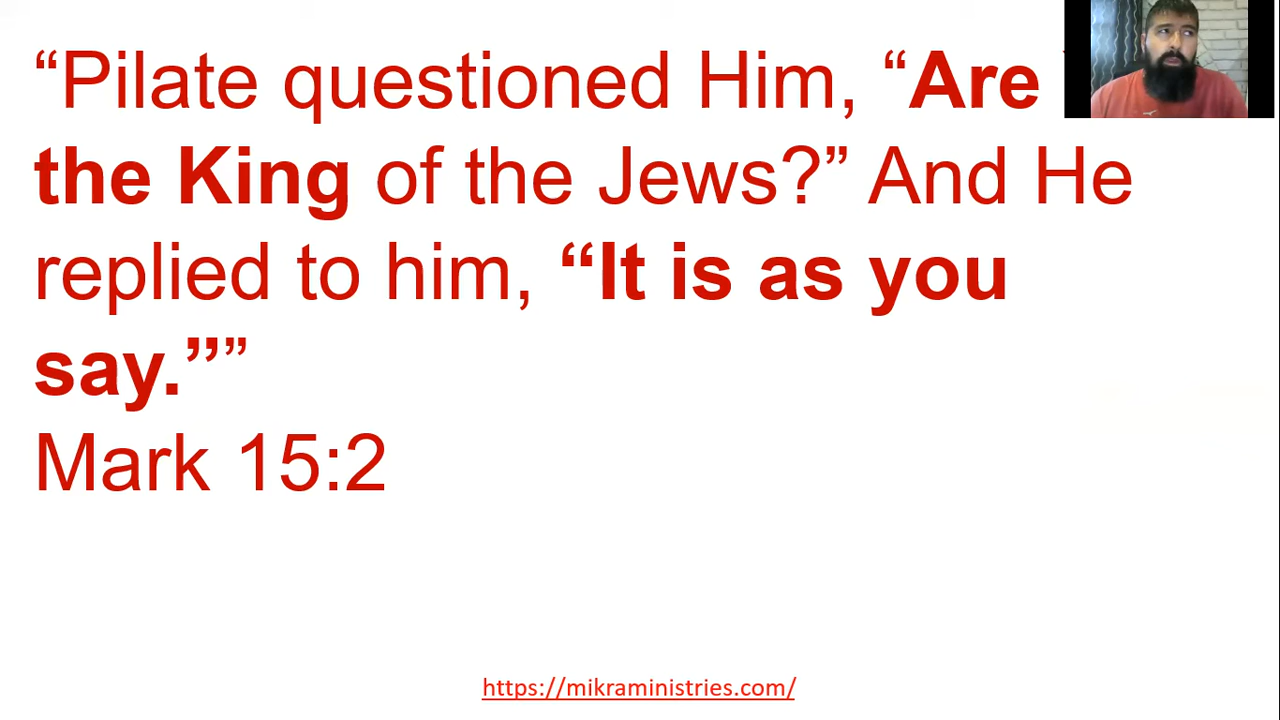 “Pilate questioned Him, “Are
the King of the Jews?” And He
replied to him, “It is as you
say.””
Mark 15:2
https://mikraministries.com/